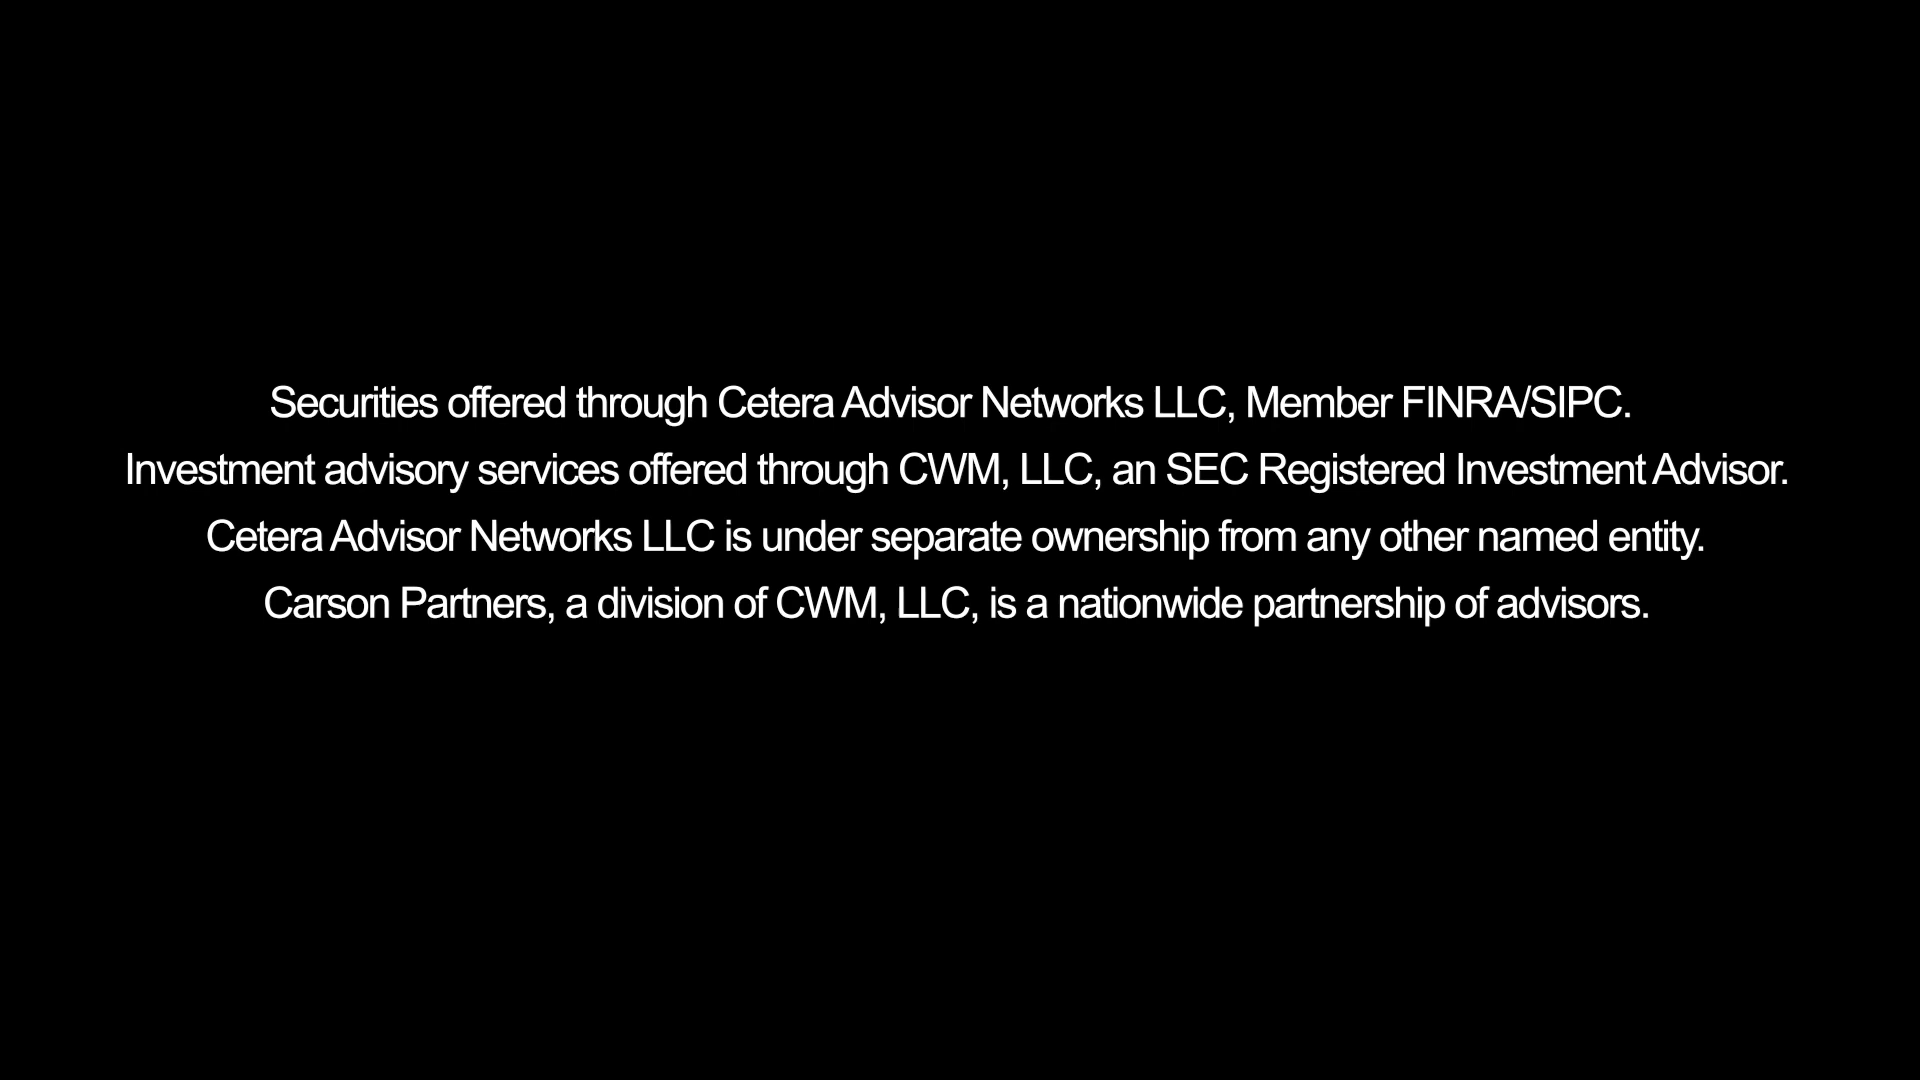 Securities offered through Cetera Advisor Networks LLC, Member FINRA/SIPC.
Investment advisory services offered through CWM, LLC, an SEC Registered Investment Advisor.
Cetera Advisor Networks LLC is under separate ownership from any other named entity.
Carson Partners, a division of CWM, LLC, is a nationwide partnership of advisors.